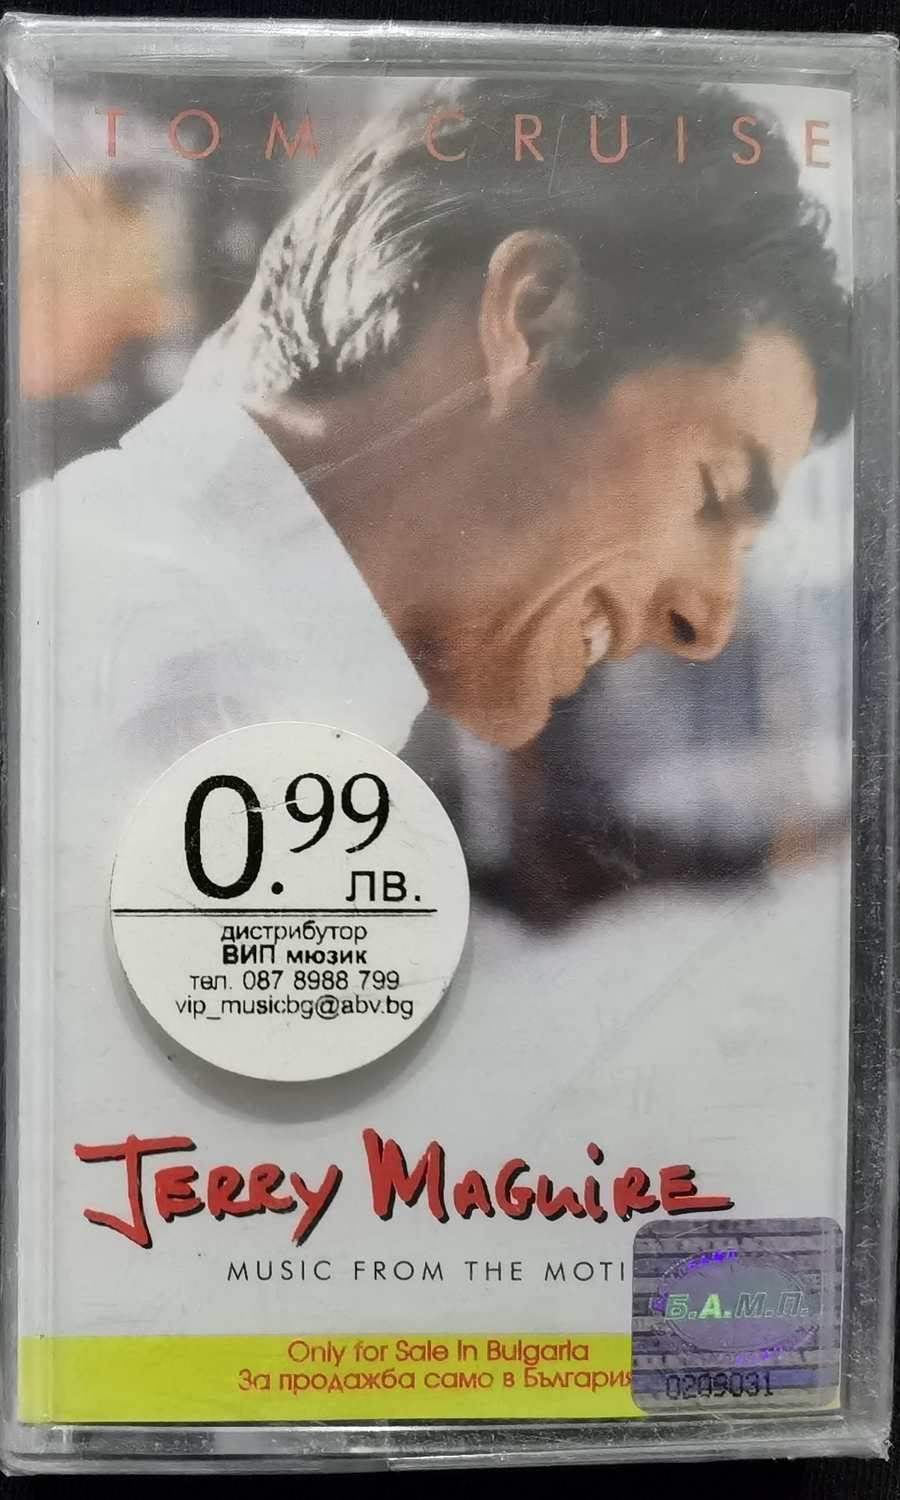 TOM CRUISE
0.99
лв.
дистрибутор
ВИП мюзик
тел. 087 8988 799
vip_musicbg@abv.bg
JERRY MAGUIRE
MUSIC FROM THE MOTI
Б.А.М.П.
Only for Sale In Bulgaria
За продажба само в България
0209031